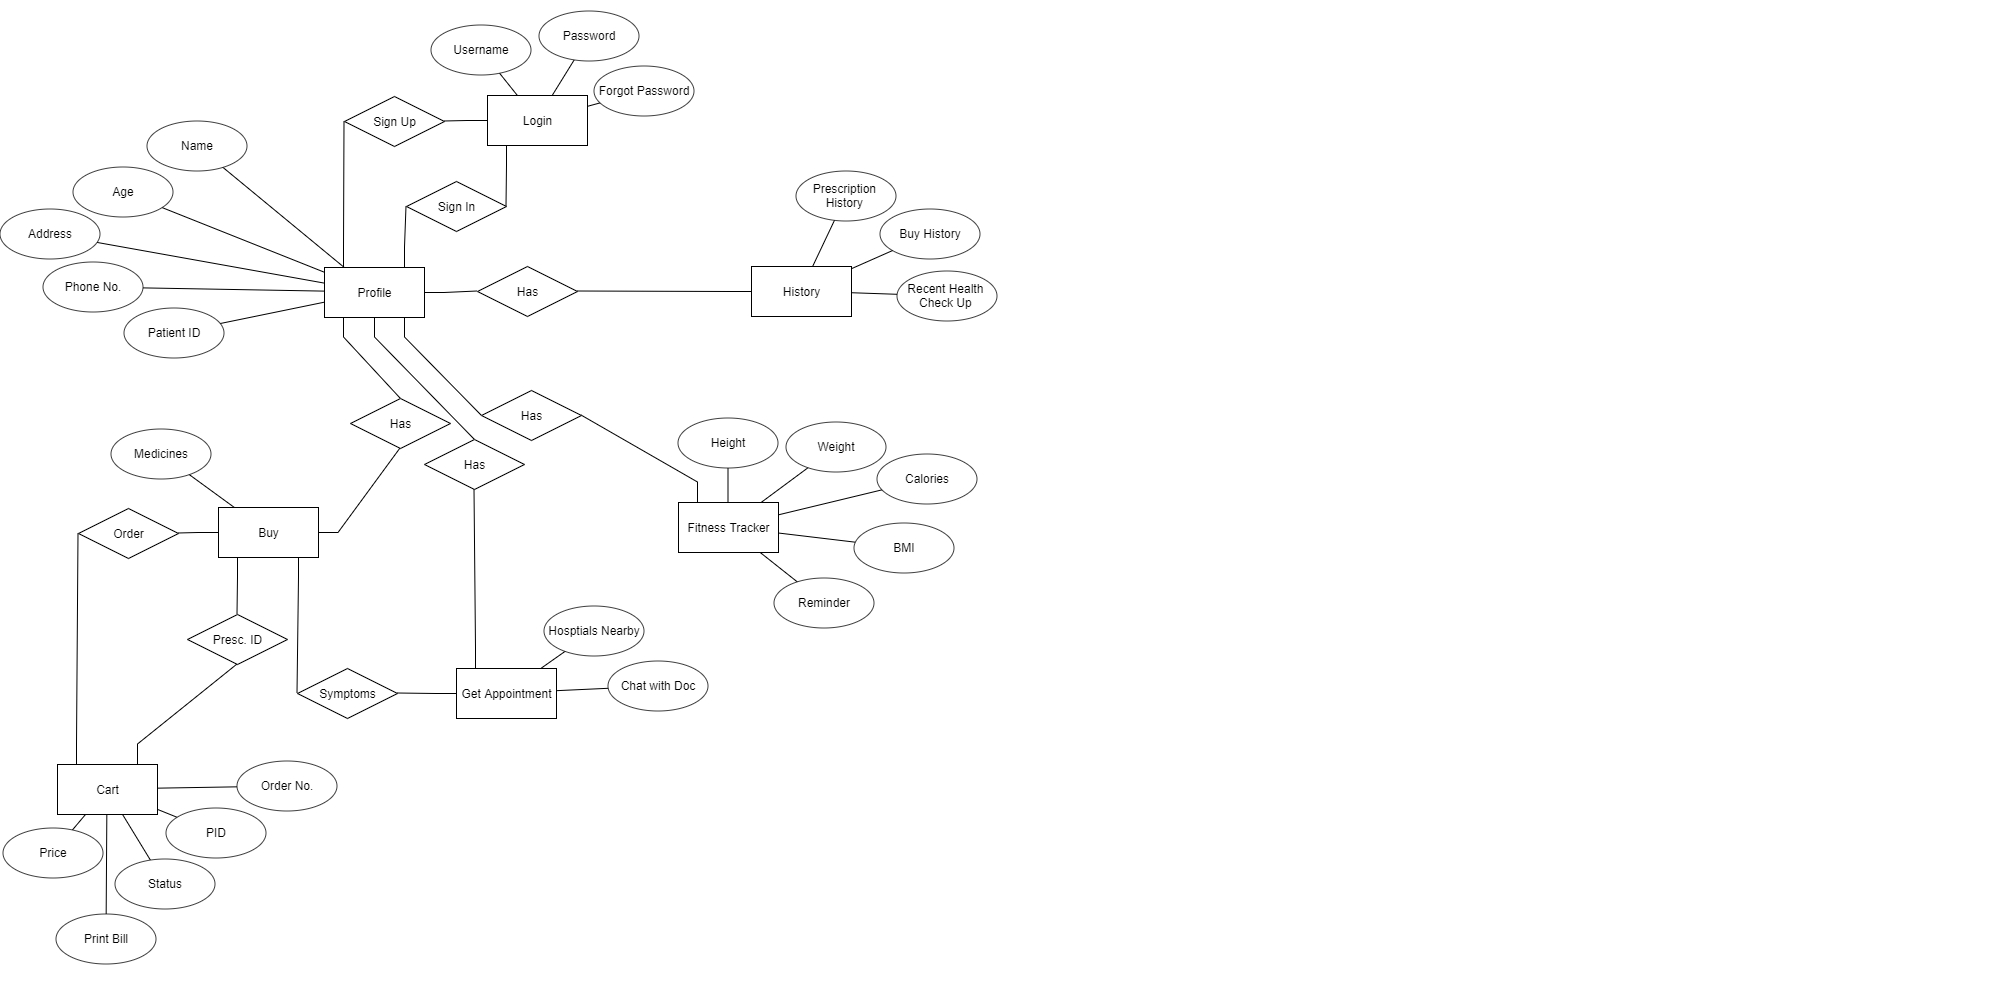 Password
Username
Forgot Password
Sign Up
Login
Name
Age
Sign In
Prescription
History
Address
Buy History
Phone No.
Profile
Has
History
Recent Health
Check Up
Patient ID
Has
Has
Height
Weight
Medicines
Has
Calories
Order
Buy
Fitness Tracker
BMI
Reminder
Presc. ID
Hosptials Nearby
Symptoms
Get Appointment
Chat with Doc
Cart
Order No.
PID
Price
Status
Print Bill